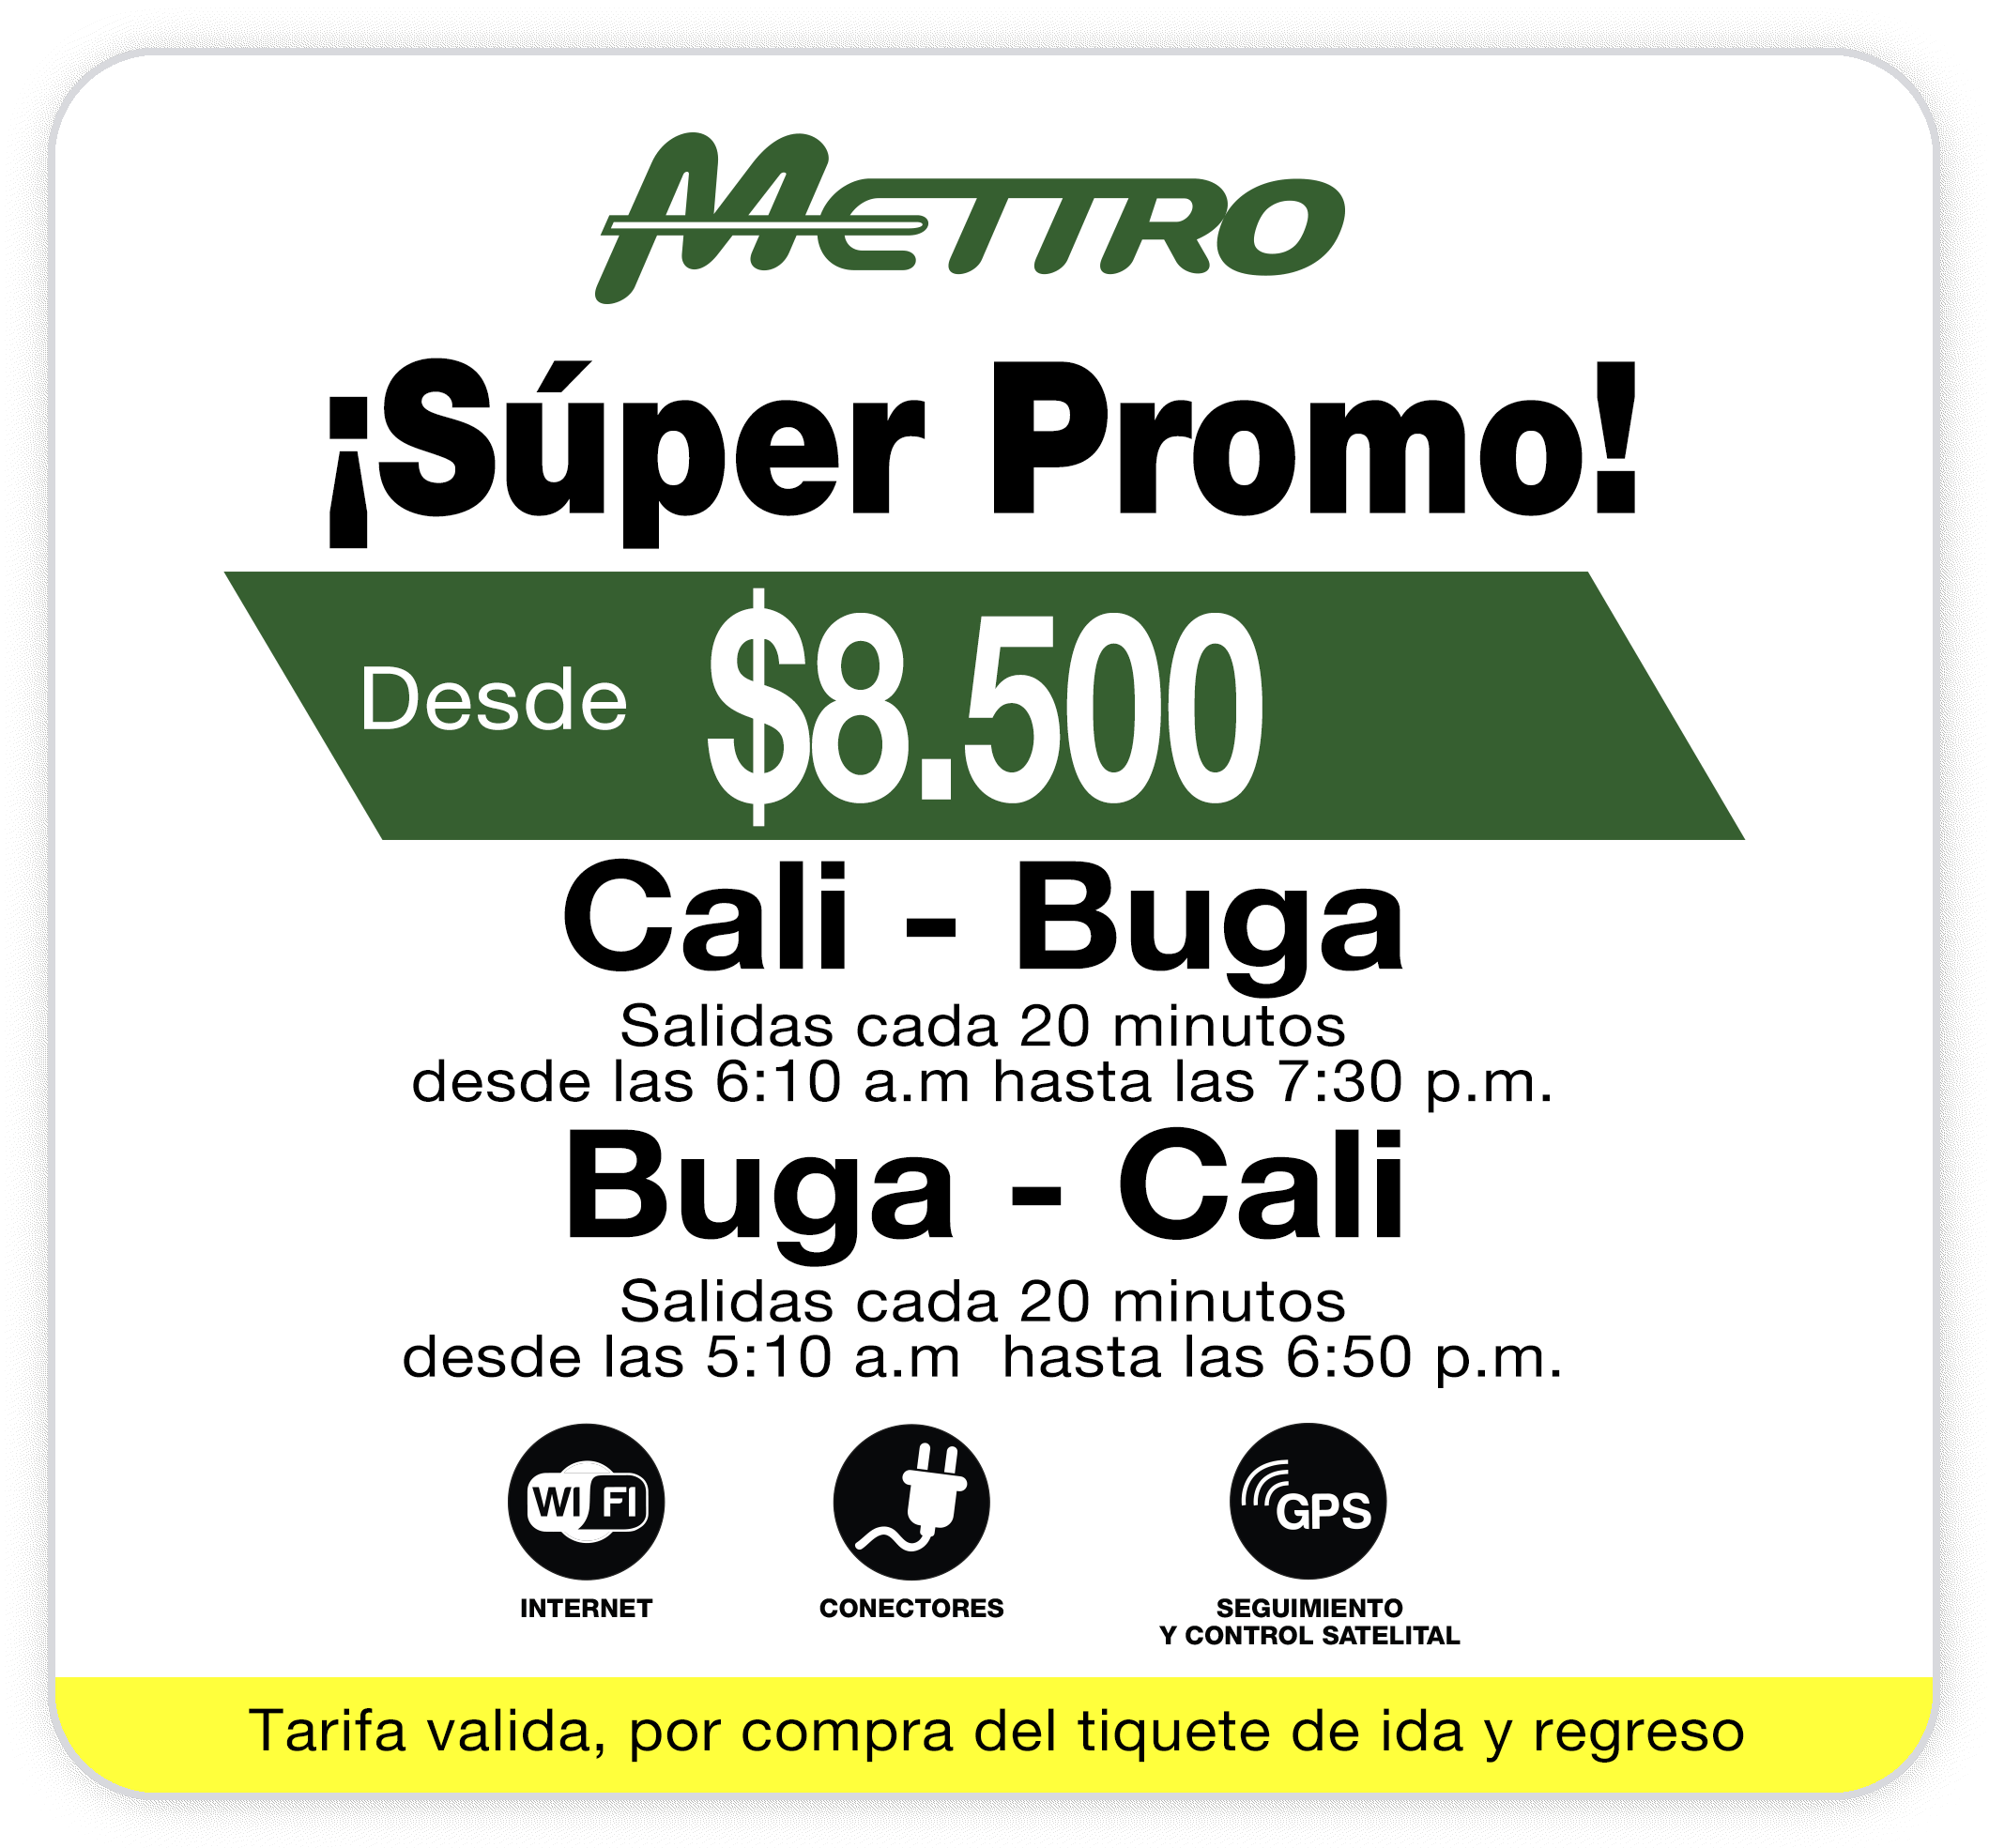 METTRO
¡Súper Promo!
Desde $8.500
Cali - Buga
Salidas cada 20 minutos
desde las 6:10 a.m hasta las 7:30 p.m.
Buga - Cali
Salidas cada 20 minutos
desde las 5:10 a.m  hasta las 6:50 p.m.
WI FI
GPS
INTERNET
CONECTORES
SEGUIMIENTO
Y CONTROL SATELITAL
Tarifa valida, por compra del tiquete de ida y regreso